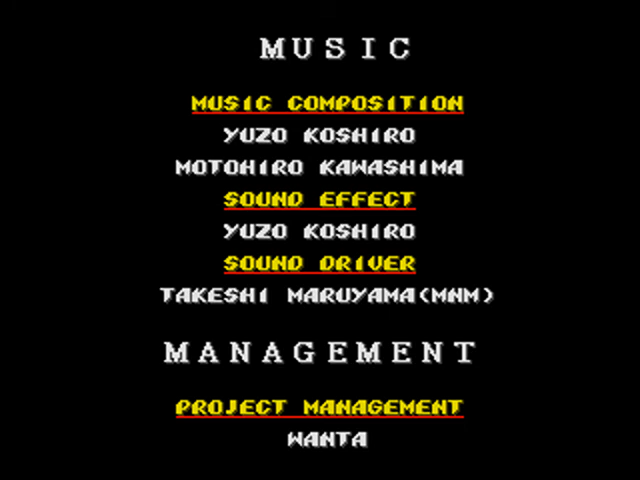 MUSIC
MUSIC COMPOSITION
YUZO KOSHIRO
MOTOHIRO KAWASHIMA
SOUND EFFECT
YUZO KOSHIRO
SOUND DRIVER
TAKESHI MARUYAMA(MNM)
MANAGEMENT
PROJECT MANAGEMENT
WANTA